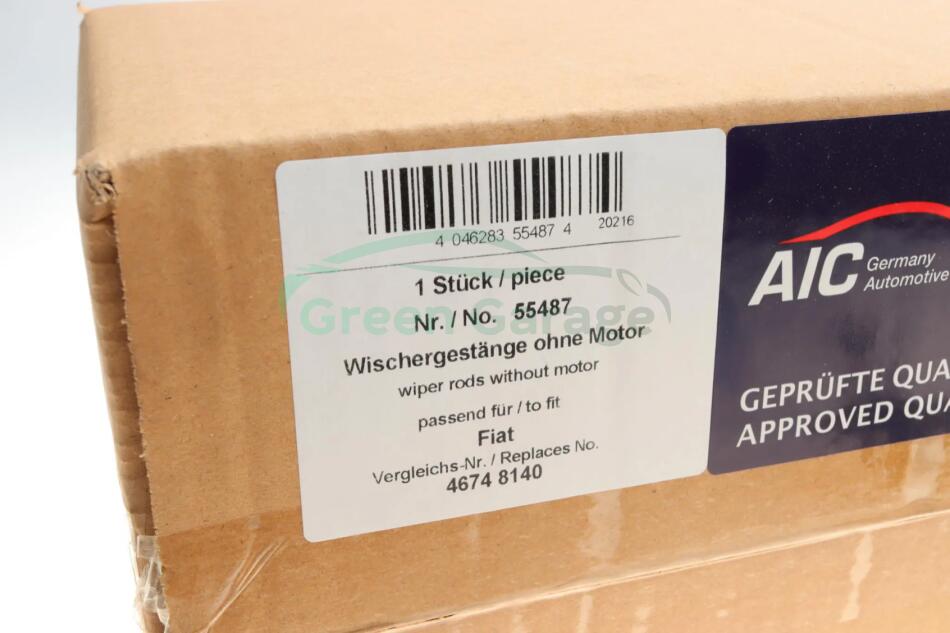 4 046283 55487 4 20216
1 Stück / piece
Nr. / No. 55487
Green Garage
Wischergestänge ohne Motor
wiper rods without motor
passend für / to fit
Fiat
Vergleichs-Nr. / Replaces No.
4674 8140
AIC Germany
Automotive
GEPRÜFTE QUA
APPROVED QUA